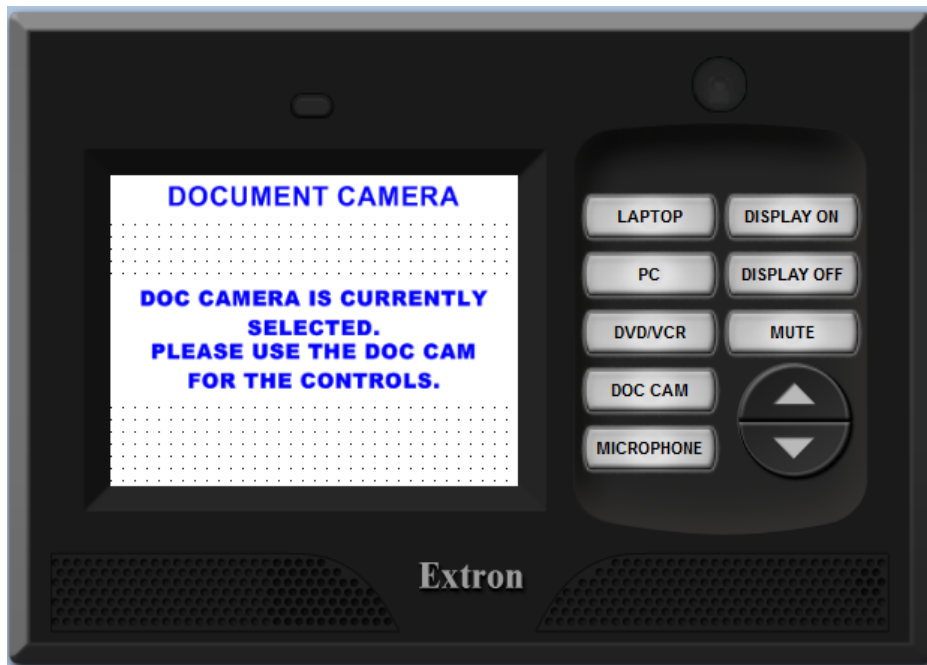 DOCUMENT CAMERA
DOC CAMERA IS CURRENTLY
SELECTED.
PLEASE USE THE DOC CAM
FOR THE CONTROLS.
LAPTOP
DISPLAY ON
PC
DISPLAY OFF
DVD/VCR
MUTE
DOC CAM
MICROPHONE
Extron